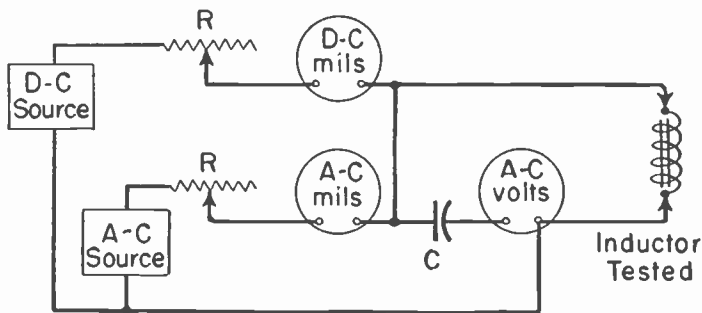 R
D-C
mils
D-C
Source
R
A-C
mils
A-C
volts
A-C
Source
C
Inductor
Tested